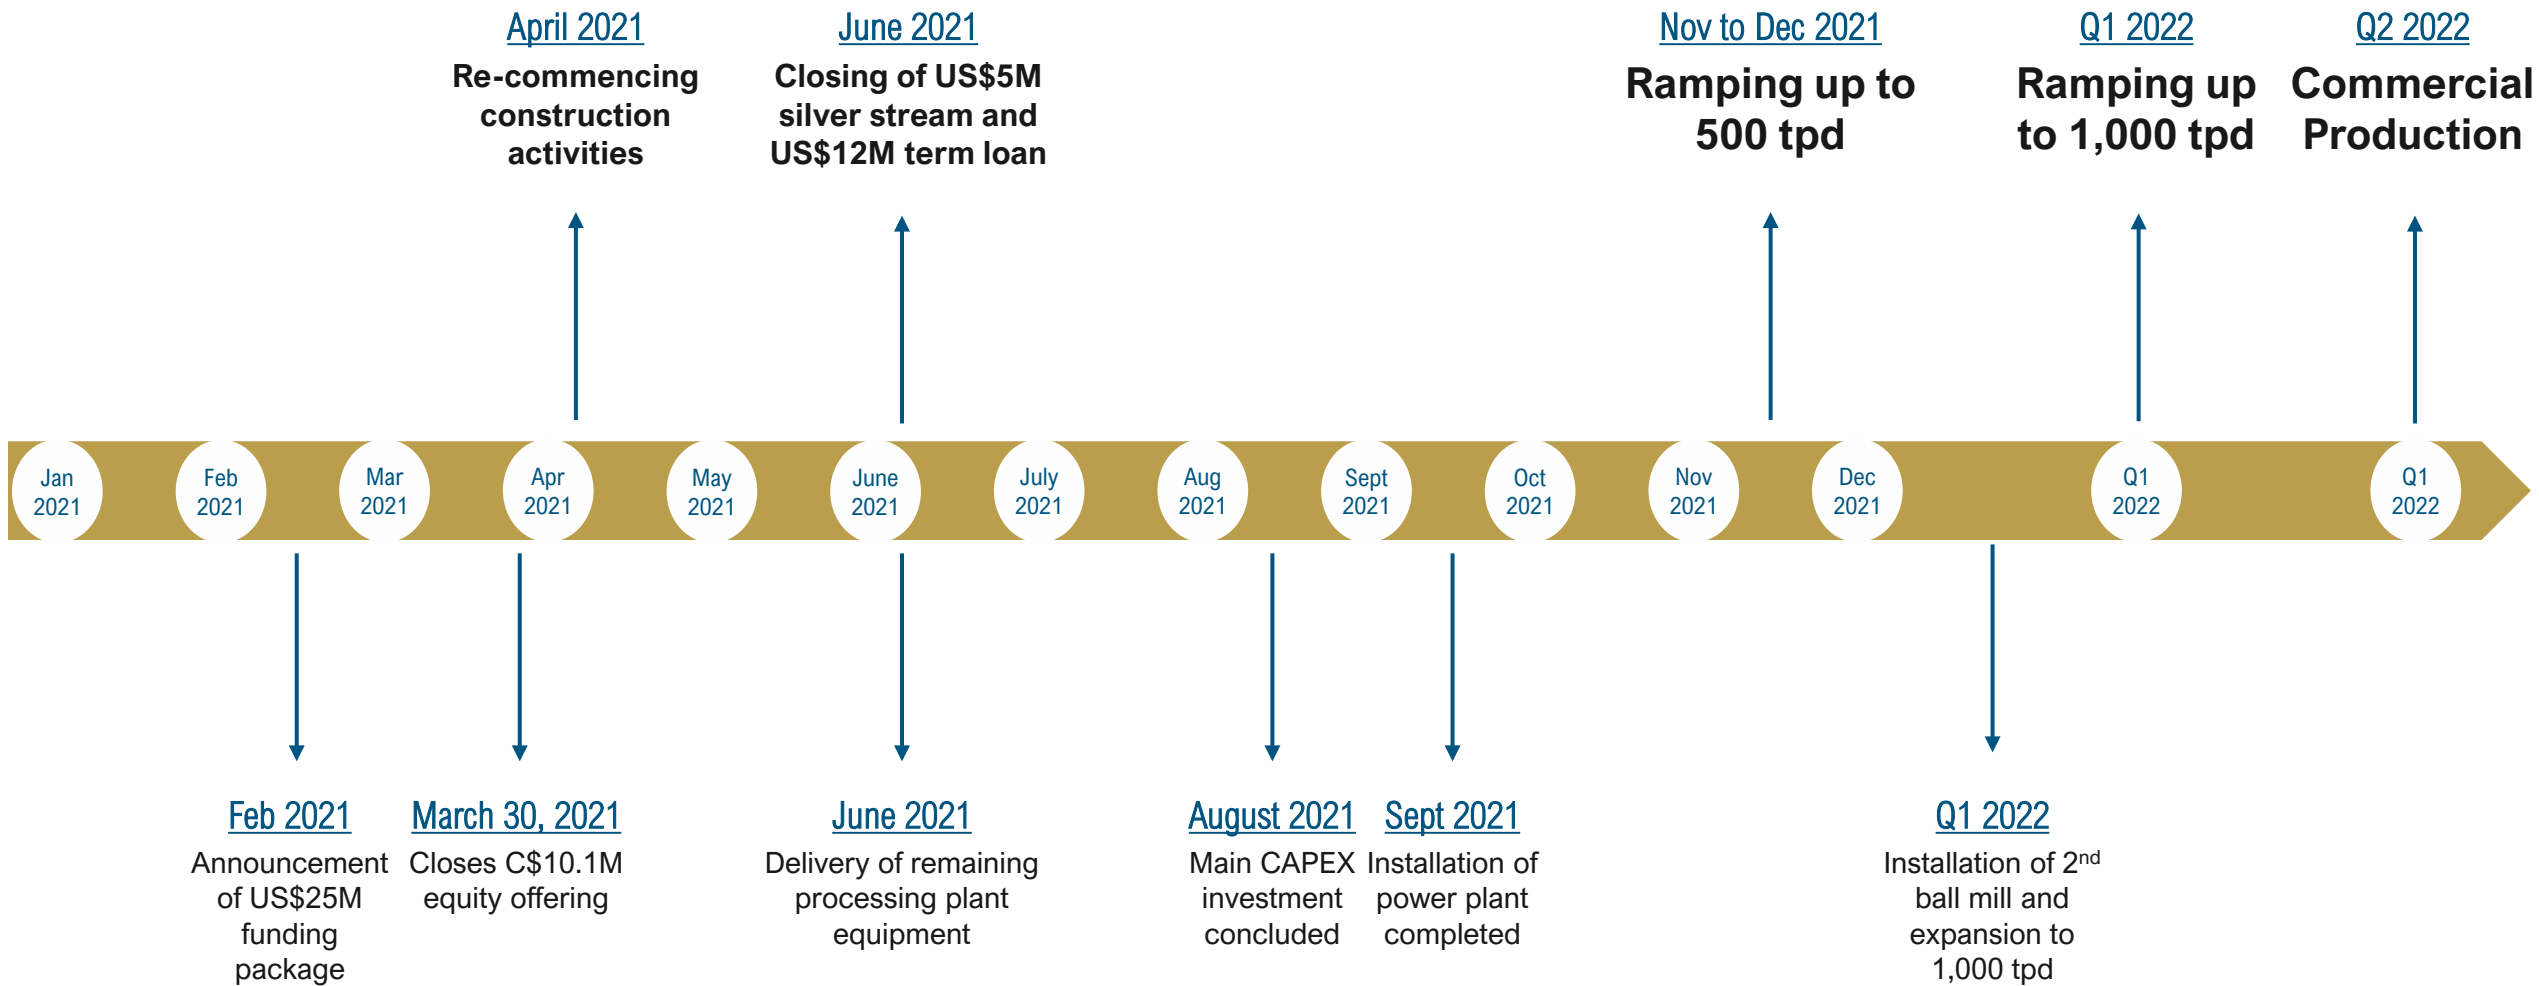 April 2021
Re-commencing
construction
activities
June 2021
Closing of US$5M
silver stream and
US$12M term loan
Nov to Dec 2021
Ramping up to
500 tpd
Q1 2022
Ramping up
to 1,000 tpd
Q2 2022
Commercial
Production
Jan
2021
Feb
2021
Mar
2021
Apr
2021
May
2021
June
2021
July
2021
Aug
2021
Sept
2021
Oct
2021
Nov
2021
Dec
2021
Q1
2022
Q1
2022
Feb 2021
Announcement
of US$25M
funding
package
March 30, 2021
Closes C$10.1M
equity offering
June 2021
Delivery of remaining
processing plant
equipment
August 2021
Main CAPEX
investment
concluded
Sept 2021
Installation of
power plant
completed
Q1 2022
Installation of 2nd
ball mill and
expansion to
1,000 tpd